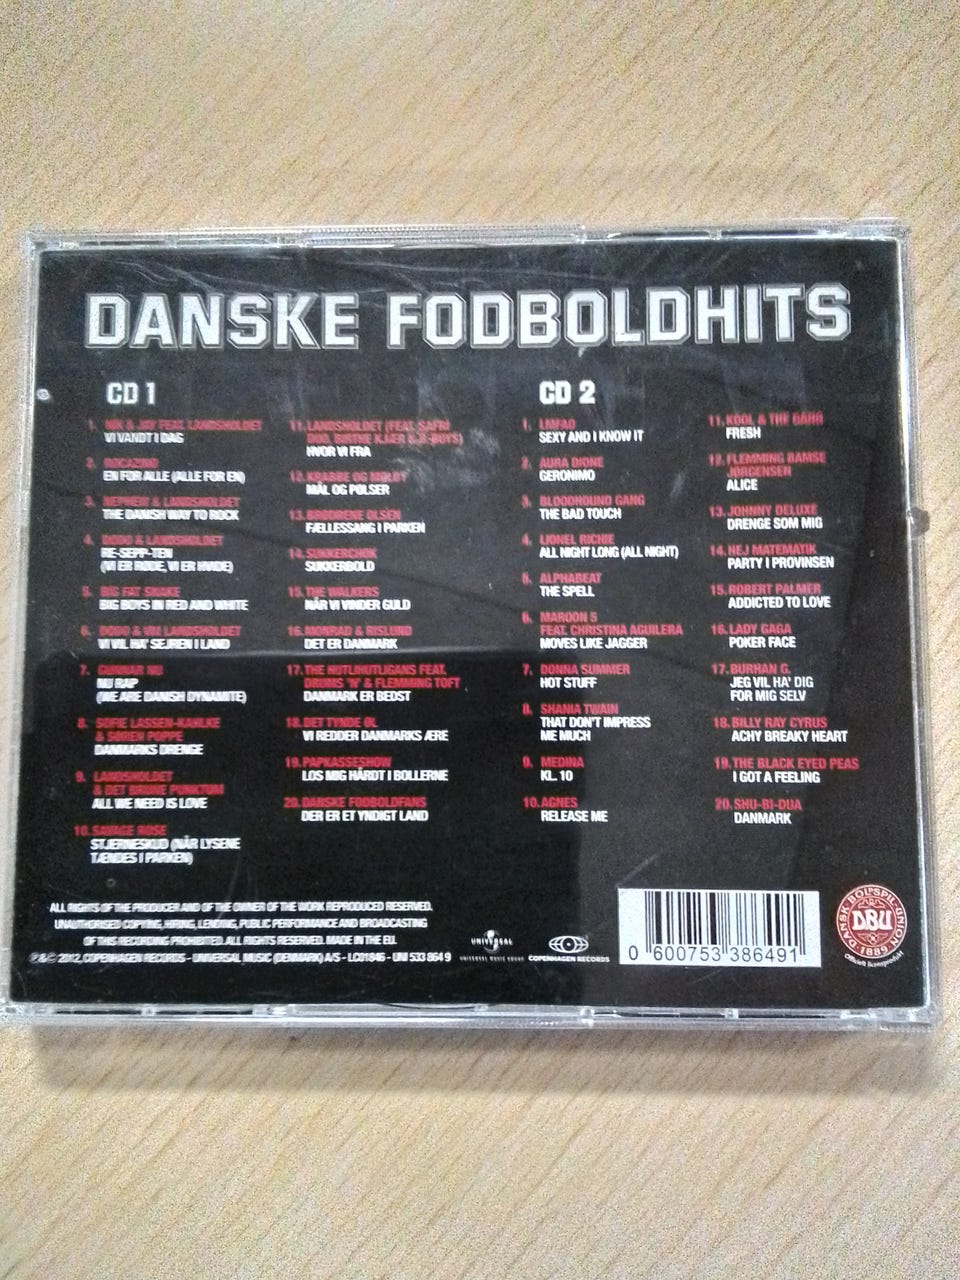 DANSKE FODBOLDHITS
CD 1
1. NIK & JAY FEAT. LANDSHOLDET
VI VANDT I DAG
2. ROCAZINO
EN FOR ALLE (ALLE FOR EN)
3. NEPHEW & LANDSHOLDET
THE DANISH WAY TO ROCK
4. DODO & LANDSHOLDET
RE-SEPP-TEN
(VI ER RØDE, VI ER HVIDE)
5. BIG FAT SNAKE
BIG BOYS IN RED AND WHITE
6. DODO & VM LANDSHOLDET
VI VIL HA' SEJREN I LAND
7. GUNNAR NU
NU RAP
(WE ARE DANISH DYNAMITE)
8. SOFIE LASSEN-KAHLKE
& SØREN POPPE
DANMARKS DRENGE
9. LANDSHOLDET
& DET BRUNE PUNKTUM
ALL WE NEED IS LOVE
10. SAVAGE ROSE
STJERNESKUD (NÅR LYSENE
TÆNDES I PARKEN)
11. LANDSHOLDET (FEAT. SAFRI
DUO, BIRTHE KJÆR & B-BOYS)
HVOR VI FRA
12. KRABBE OG MØLBY
MÅL OG PØLSER
13. BRØDRENE OLSEN
FÆLLESSANG I PARKEN
14. SUKKERCHOK
SUKKERBOLD
15. THE WALKERS
NÅR VI VINDER GULD
16. MONRAD & RISLUND
DET ER DANMARK
17. THE HUTLIHUTLIGANS FEAT.
DRUMS 'N' & FLEMMING TOFT
DANMARK ER BEDST
18. DET TYNDE ØL
VI REDDER DANMARKS ÆRE
19. PAPKASSESHOW
LOS MIG HÅRDT I BOLLERNE
20. DANSKE FODBOLDFANS
DER ER ET YNDIGT LAND
CD 2
1. LMFAO
SEXY AND I KNOW IT
2. AURA DIONE
GERONIMO
3. BLOODHOUND GANG
THE BAD TOUCH
4. LIONEL RICHIE
ALL NIGHT LONG (ALL NIGHT)
5. ALPHABEAT
THE SPELL
6. MAROON 5
FEAT. CHRISTINA AGUILERA
MOVES LIKE JAGGER
7. DONNA SUMMER
HOT STUFF
8. SHANIA TWAIN
THAT DON'T IMPRESS
ME MUCH
9. MEDINA
KL. 10
10. AGNES
RELEASE ME
11. KOOL & THE GANG
FRESH
12. FLEMMING BAMSE
JØRGENSEN
ALICE
13. JOHNNY DELUXE
DRENGE SOM MIG
14. HEJ MATEMATIK
PARTY I PROVINSEN
15. ROBERT PALMER
ADDICTED TO LOVE
16. LADY GAGA
POKER FACE
17. BURHAN G.
JEG VIL HA' DIG
FOR MIG SELV
18. BILLY RAY CYRUS
ACHY BREAKY HEART
19. THE BLACK EYED PEAS
I GOT A FEELING
20. SHU-BI-DUA
DANMARK
ALL RIGHTS OF THE PRODUCER AND OF THE OWNER OF THE WORK REPRODUCED RESERVED.
UNAUTHORISED COPYING, HIRING, LENDING, PUBLIC PERFORMANCE AND BROADCASTING
OF THIS RECORDING PROHIBITED. ALL RIGHTS RESERVED. MADE IN THE EU.
℗ & © 2012, COPENHAGEN RECORDS - UNIVERSAL MUSIC (DENMARK) A/S - LC01846 - UNI 533 864 9
UNIVERSAL
UNIVERSAL MUSIC GROUP
COPENHAGEN RECORDS
0 600753 386491
DANSK BOLDSPIL-UNION
DBU
1889
Officielt licensprodukt